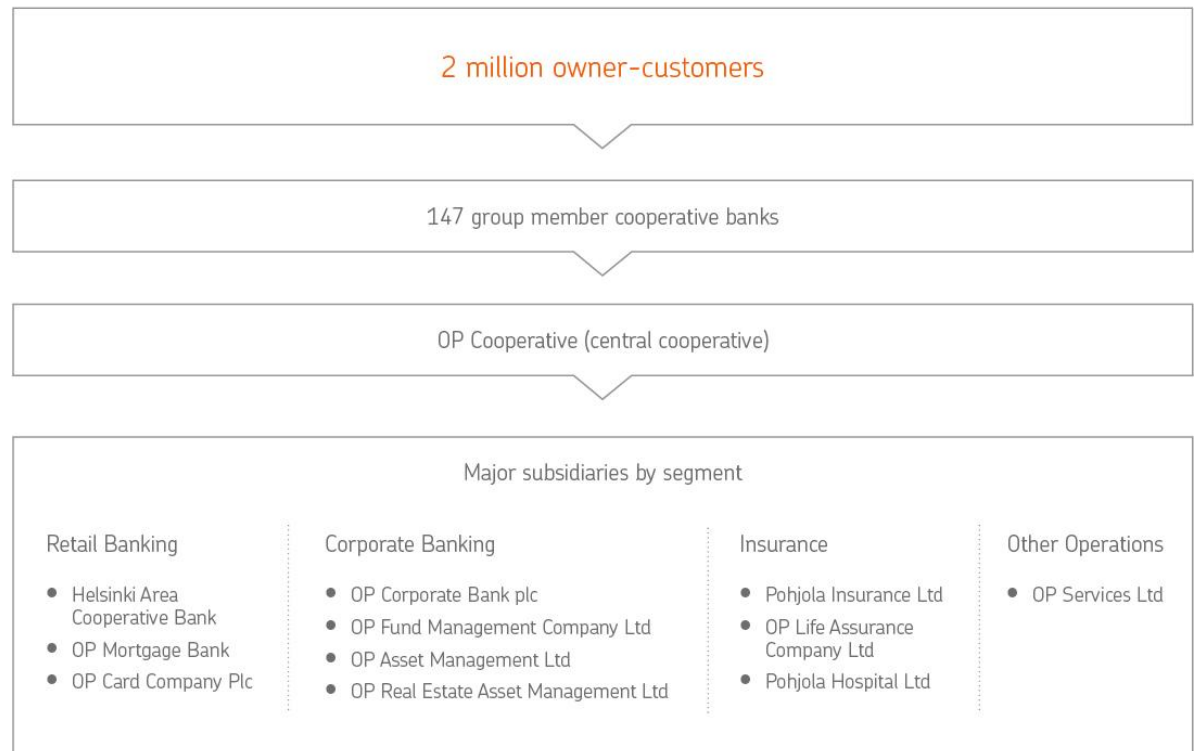 2 million owner-customers
147 group member cooperative banks
OP Cooperative (central cooperative)
Major subsidiaries by segment
Retail Banking
• Helsinki Area
Cooperative Bank
• OP Mortgage Bank
• OP Card Company Plc
Corporate Banking
• OP Corporate Bank plc
• OP Fund Management Company Ltd
• OP Asset Management Ltd
• OP Real Estate Asset Management Ltd
Insurance
• Pohjola Insurance Ltd
• OP Life Assurance
Company Ltd
• Pohjola Hospital Ltd
Other Operations
• OP Services Ltd